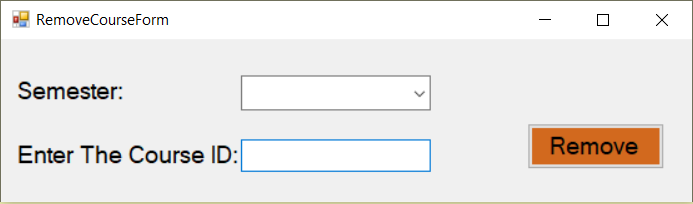 RemoveCourseForm
Semester:
Enter The Course ID:
Remove